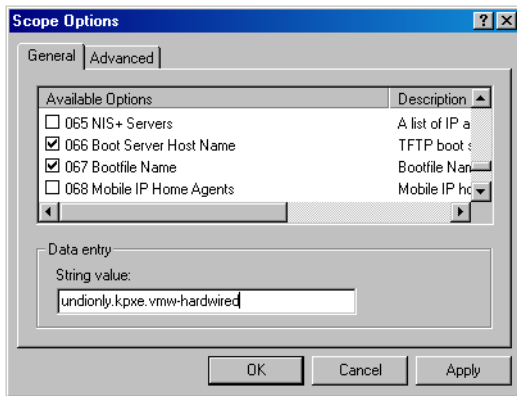 Scope Options
General Advanced
Available Options Description
065 NIS+ Servers A list of IP a
066 Boot Server Host Name TFTP boot s
067 Bootfile Name Bootfile Nam
068 Mobile IP Home Agents Mobile IP ho
Data entry
String value:
undionly.kpxe.vmw-hardwired
OK Cancel Apply